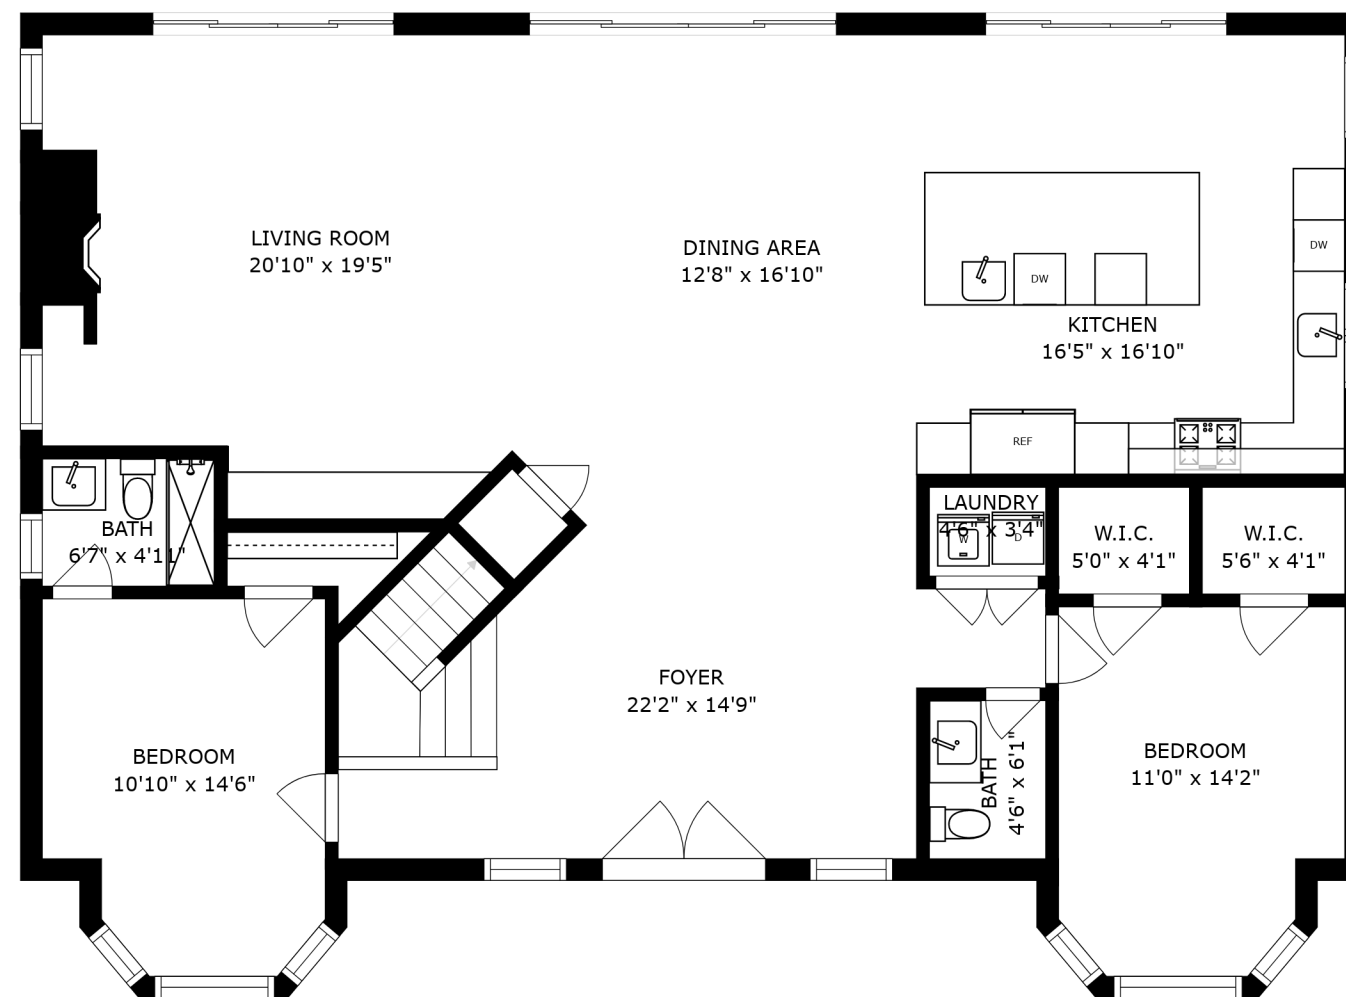 LIVING ROOM
20'10" x 19'5"
DINING AREA
12'8" x 16'10"
DW
DW
KITCHEN
16'5" x 16'10"
REF
BATH
6'7" x 4'11"
LAUNDRY
4'6" x 3'4"
W
D
W.I.C.
5'0" x 4'1"
W.I.C.
5'6" x 4'1"
FOYER
22'2" x 14'9"
BEDROOM
10'10" x 14'6"
BATH
4'6" x 6'1"
BEDROOM
11'0" x 14'2"